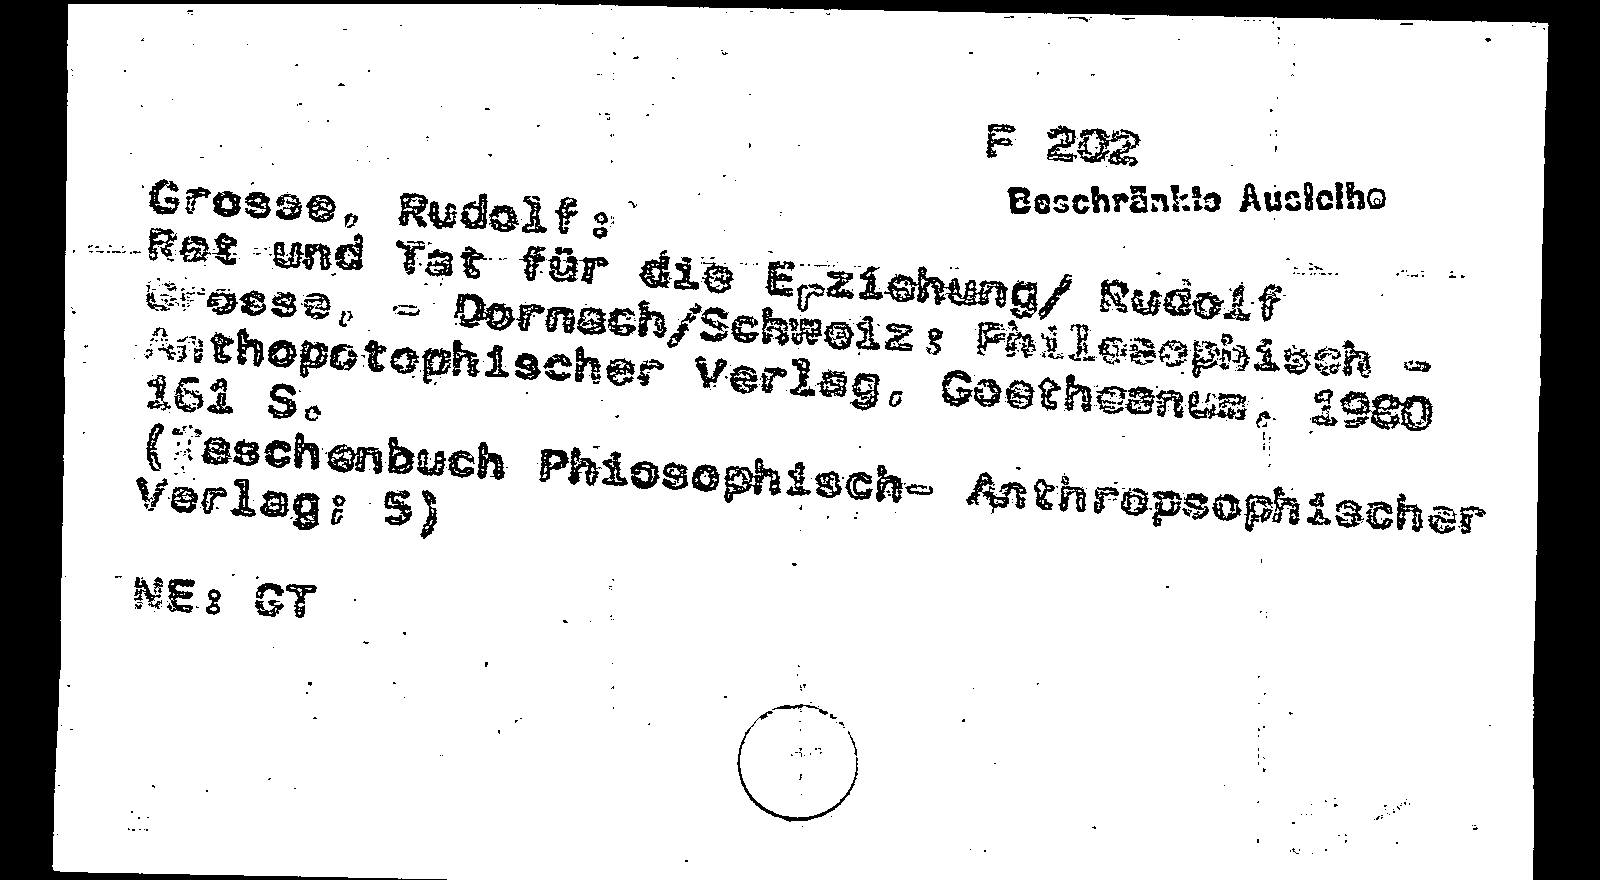 F 202
Beschränkte Ausleihe
Grosse, Rudolf:
Rat und Tat für die Erziehung/ Rudolf
Grosse, - Dornach/Schweiz; Philosophisch -
Anthopotophischer Verlag, Goetheanum, 1980
161 S.
(Taschenbuch Phiosophisch- Anthropsophischer
Verlag; 5)
NE: GT